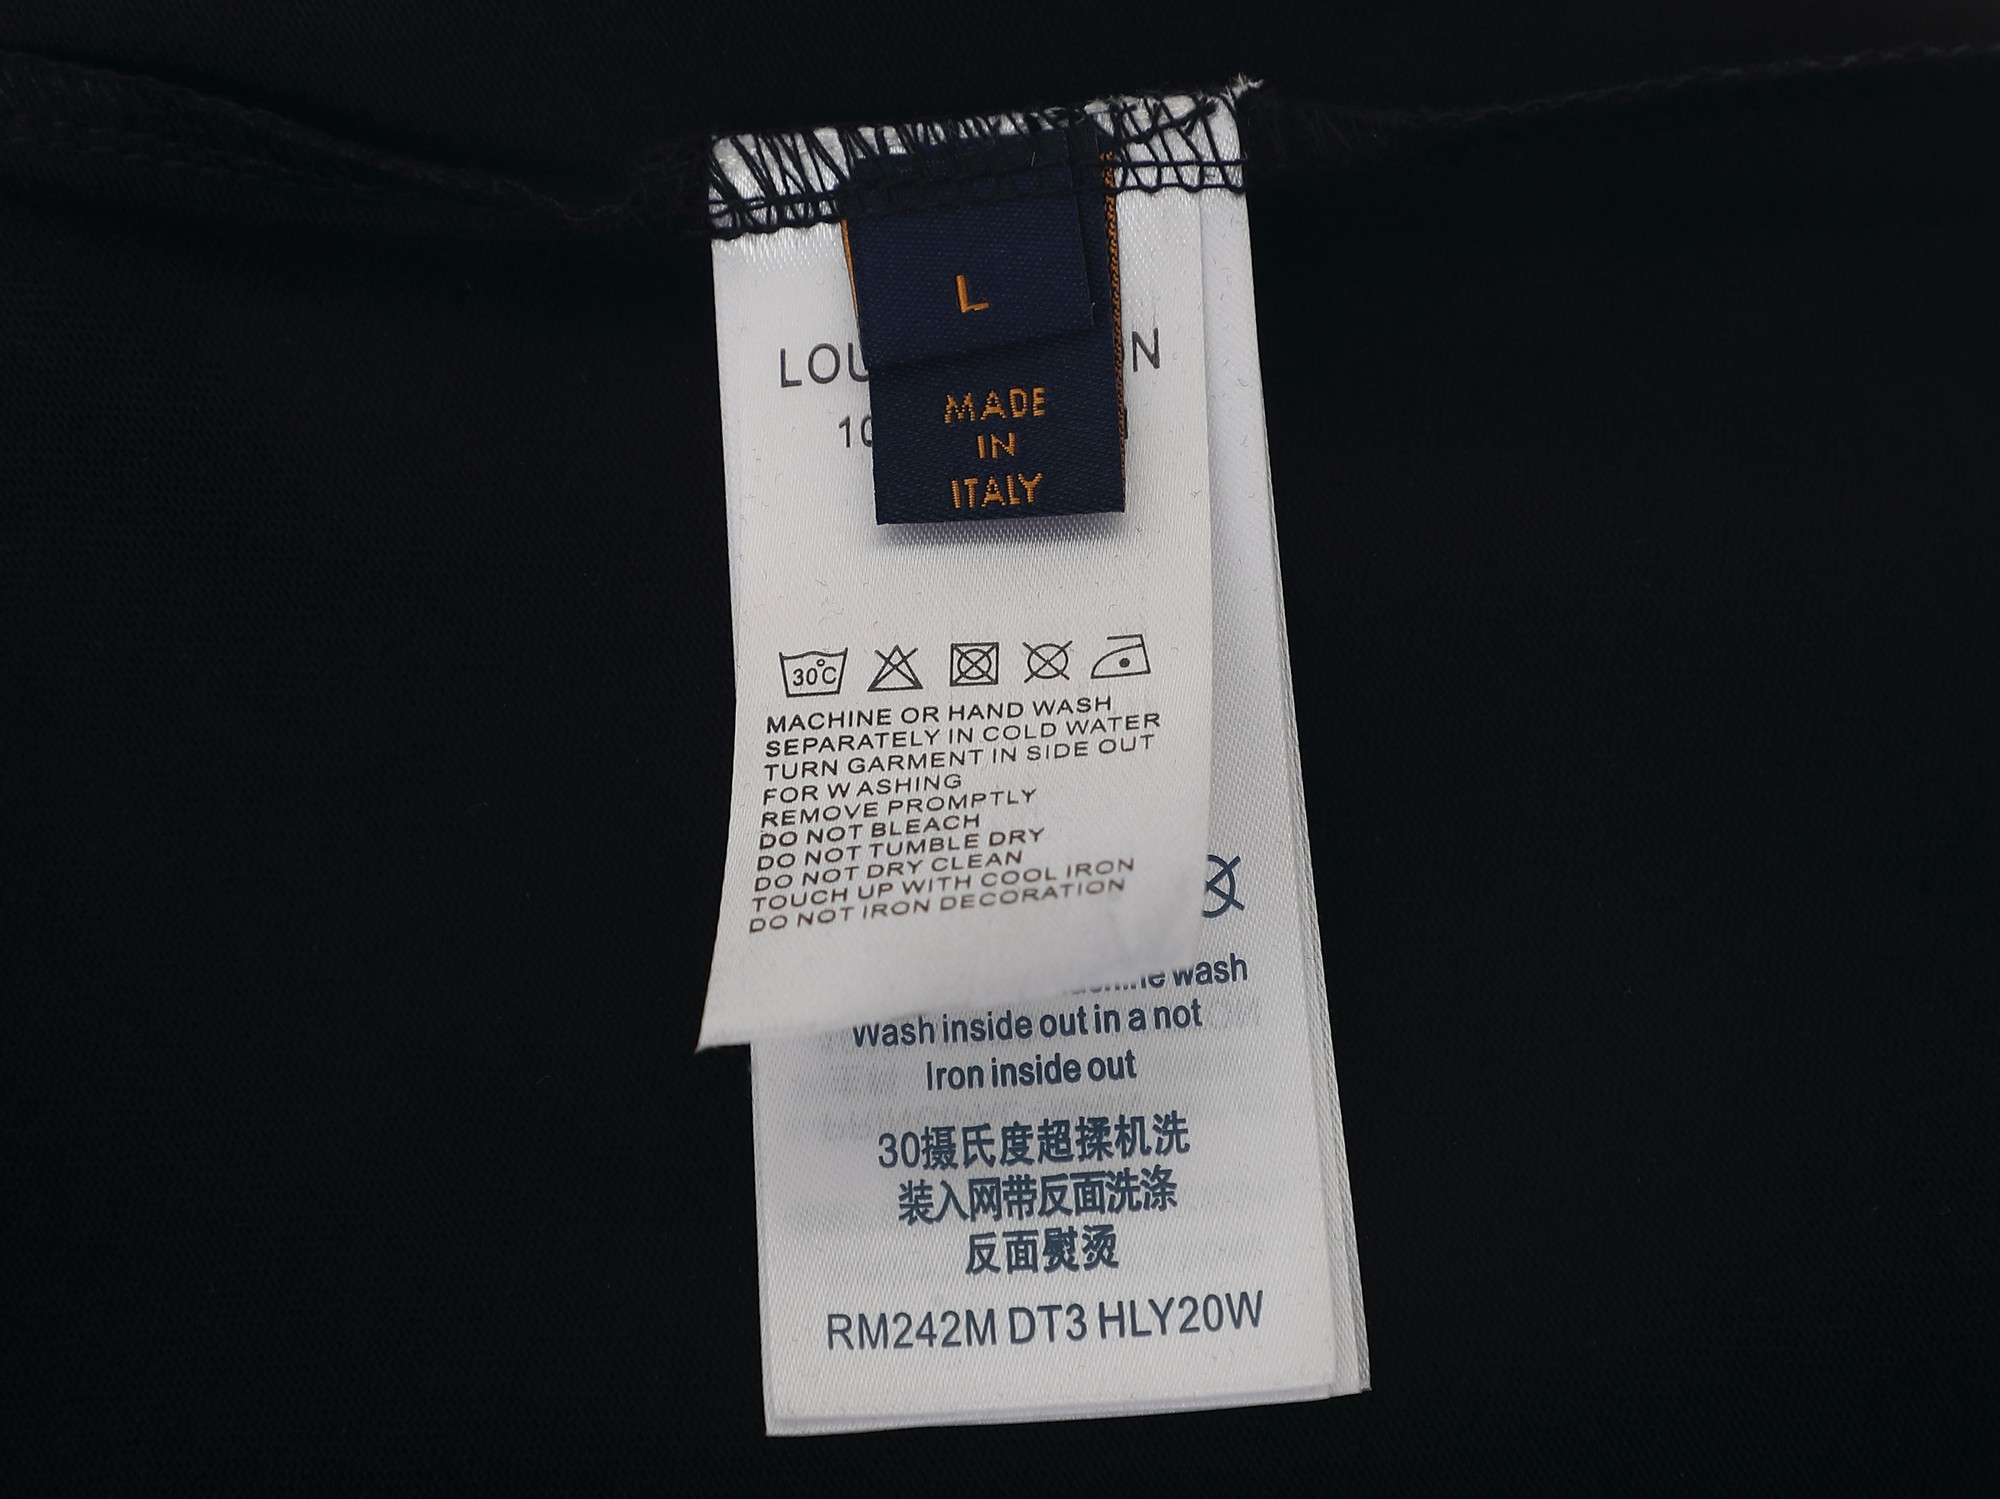 L
MADE
IN
ITALY
30°C
MACHINE OR HAND WASH
SEPARATELY IN COLD WATER
TURN GARMENT IN SIDE OUT
FOR WASHING
REMOVE PROMPTLY
DO NOT BLEACH
DO NOT TUMBLE DRY
DO NOT DRY CLEAN
TOUCH UP WITH COOL IRON
DO NOT IRON DECORATION
wash
Wash inside out in a not
Iron inside out
30摄氏度超揉机洗
装入网带反面洗涤
反面熨烫
RM242M DT3 HLY20W